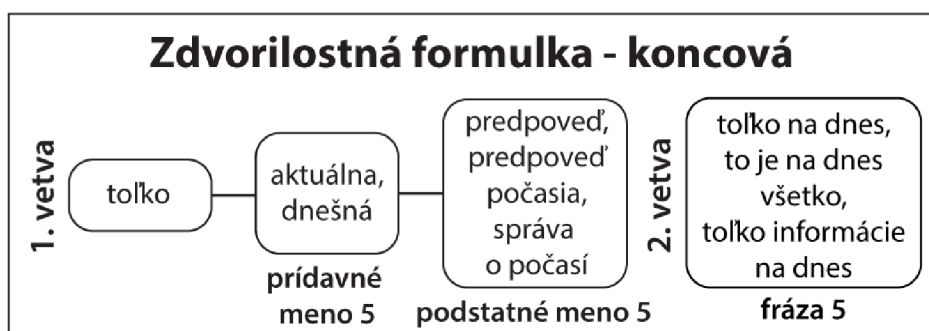 Zdvorilostná formulka - koncová
1. vetva
toľko
aktuálna,
dnešná
prídavné
meno 5
predpoveď,
predpoveď
počasia,
správa
o počasí
podstatné meno 5
2. vetva
toľko na dnes,
to je na dnes
všetko,
toľko informácie
na dnes
fráza 5